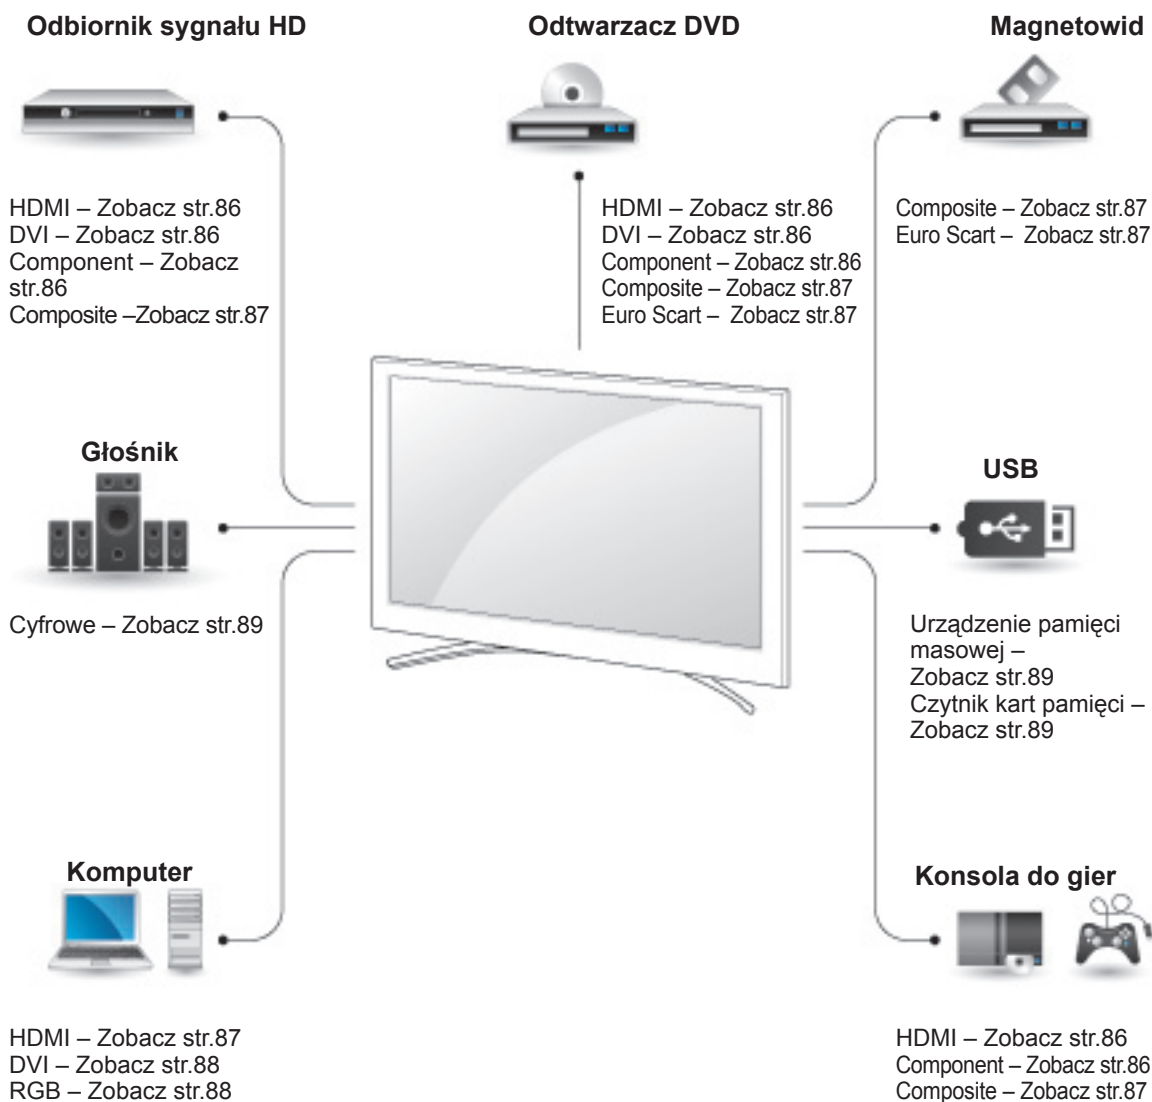 Odbiornik sygnału HD
HDMI – Zobacz str.86
DVI – Zobacz str.86
Component – Zobacz
str.86
Composite –Zobacz str.87
Odtwarzacz DVD
HDMI – Zobacz str.86
DVI – Zobacz str.86
Component – Zobacz str.86
Composite – Zobacz str.87
Euro Scart – Zobacz str.87
Magnetowid
Composite – Zobacz str.87
Euro Scart – Zobacz str.87
Głośnik
Cyfrowe – Zobacz str.89
USB
Urządzenie pamięci
masowej –
Zobacz str.89
Czytnik kart pamięci –
Zobacz str.89
Komputer
HDMI – Zobacz str.87
DVI – Zobacz str.88
RGB – Zobacz str.88
Konsola do gier
HDMI – Zobacz str.86
Component – Zobacz str.86
Composite – Zobacz str.87